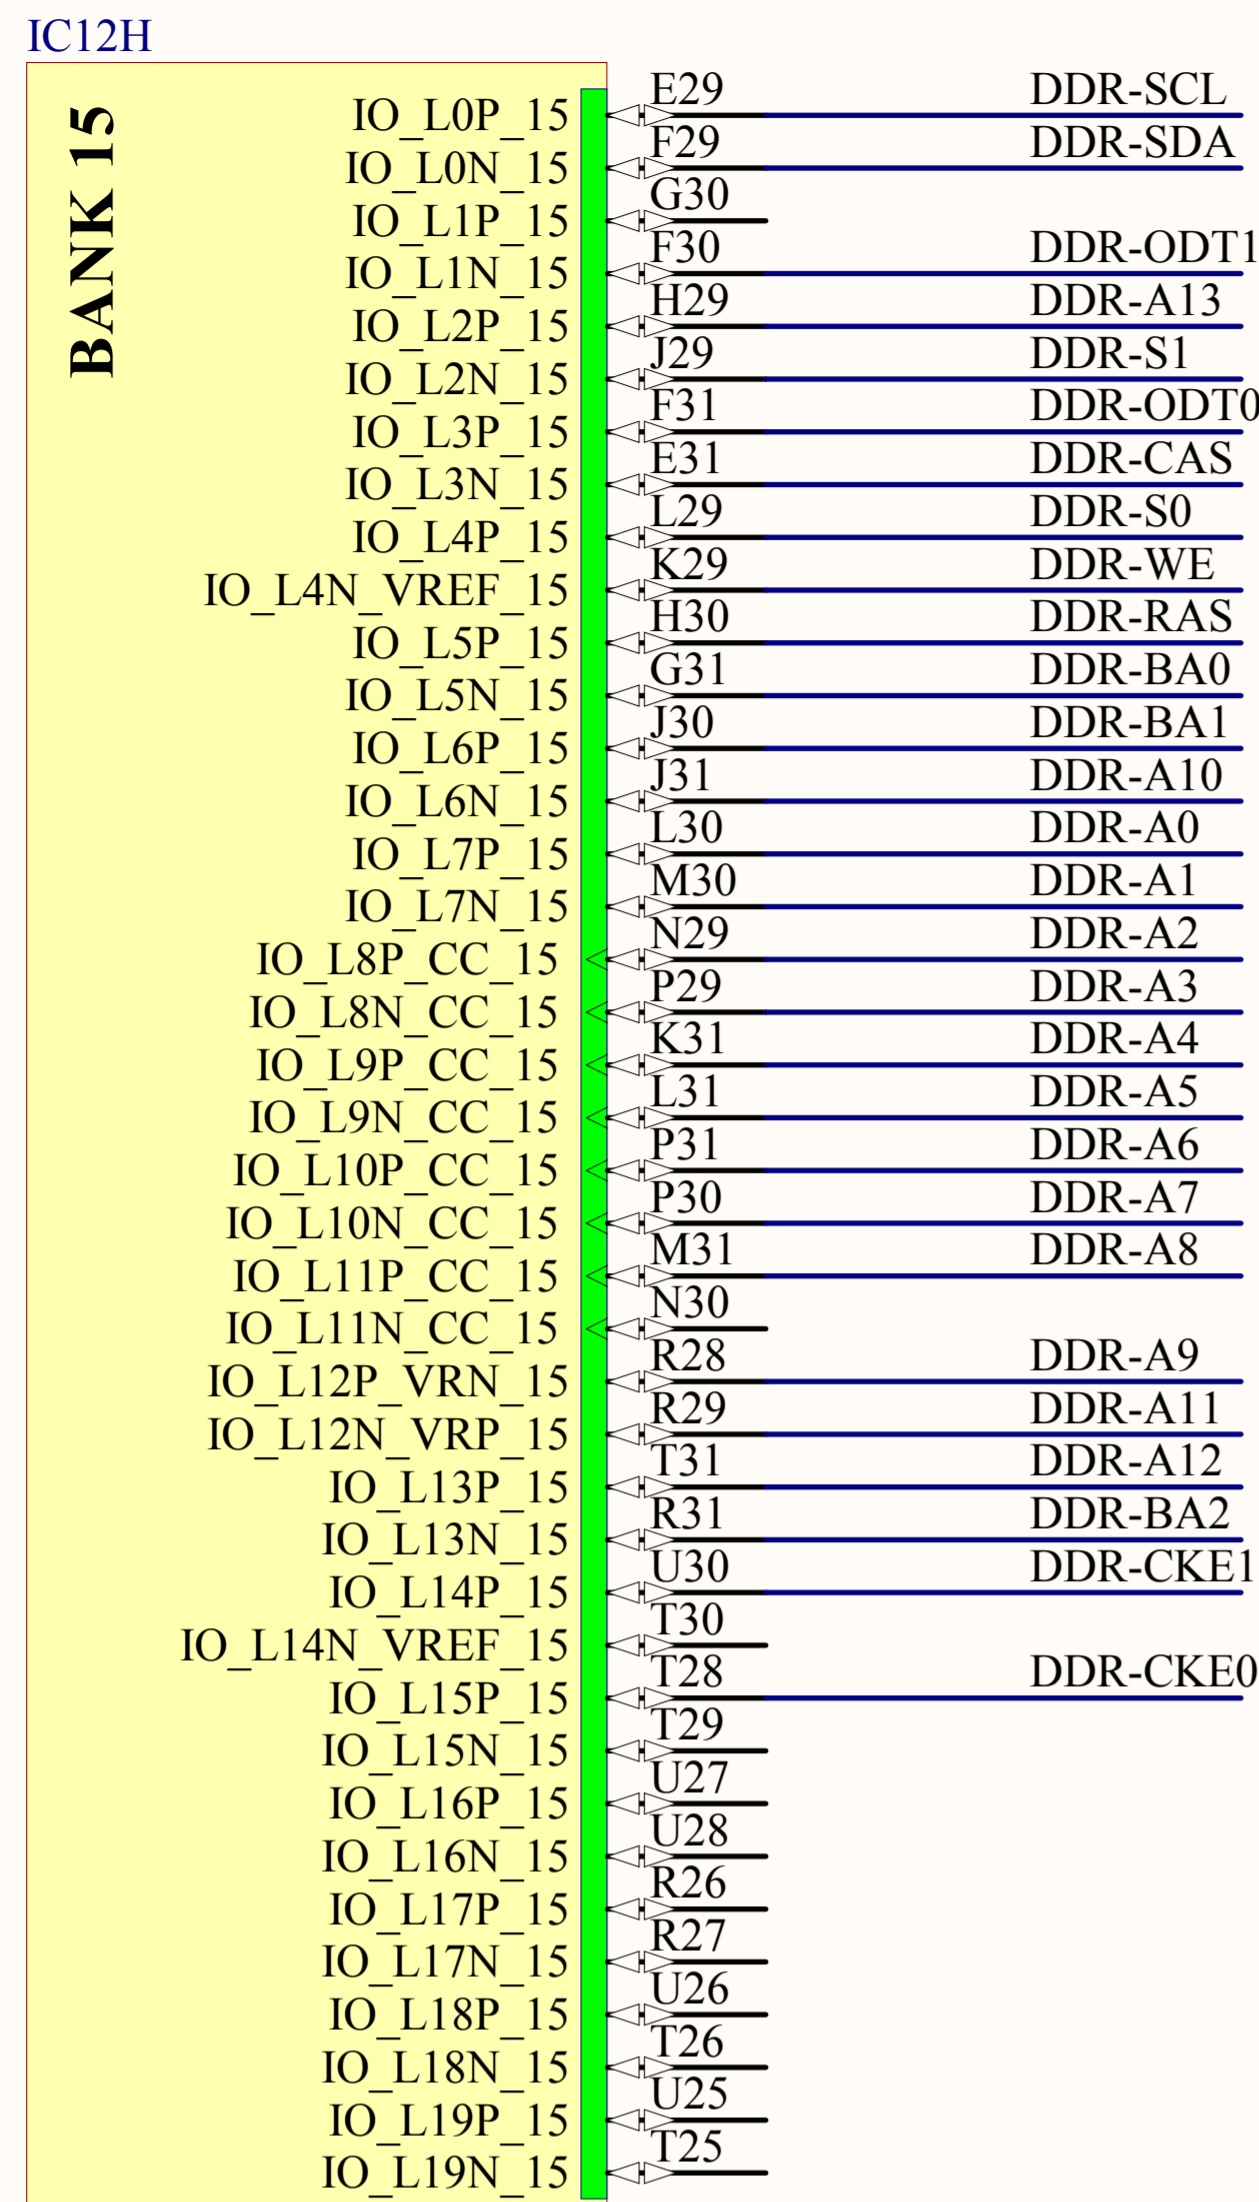 IC12H
BANK 15
IO_L0P_15 E29 DDR-SCL
IO_L0N_15 F29 DDR-SDA
IO_L1P_15 G30
IO_L1N_15 F30 DDR-ODT1
IO_L2P_15 H29 DDR-A13
IO_L2N_15 J29 DDR-S1
IO_L3P_15 F31 DDR-ODT0
IO_L3N_15 E31 DDR-CAS
IO_L4P_15 L29 DDR-S0
IO_L4N_VREF_15 K29 DDR-WE
IO_L5P_15 H30 DDR-RAS
IO_L5N_15 G31 DDR-BA0
IO_L6P_15 J30 DDR-BA1
IO_L6N_15 J31 DDR-A10
IO_L7P_15 L30 DDR-A0
IO_L7N_15 M30 DDR-A1
IO_L8P_CC_15 N29 DDR-A2
IO_L8N_CC_15 P29 DDR-A3
IO_L9P_CC_15 K31 DDR-A4
IO_L9N_CC_15 L31 DDR-A5
IO_L10P_CC_15 P31 DDR-A6
IO_L10N_CC_15 P30 DDR-A7
IO_L11P_CC_15 M31 DDR-A8
IO_L11N_CC_15 N30
IO_L12P_VRN_15 R28 DDR-A9
IO_L12N_VRP_15 R29 DDR-A11
IO_L13P_15 T31 DDR-A12
IO_L13N_15 R31 DDR-BA2
IO_L14P_15 U30 DDR-CKE1
IO_L14N_VREF_15 T30
IO_L15P_15 T28 DDR-CKE0
IO_L15N_15 T29
IO_L16P_15 U27
IO_L16N_15 U28
IO_L17P_15 R26
IO_L17N_15 R27
IO_L18P_15 U26
IO_L18N_15 T26
IO_L19P_15 U25
IO_L19N_15 T25